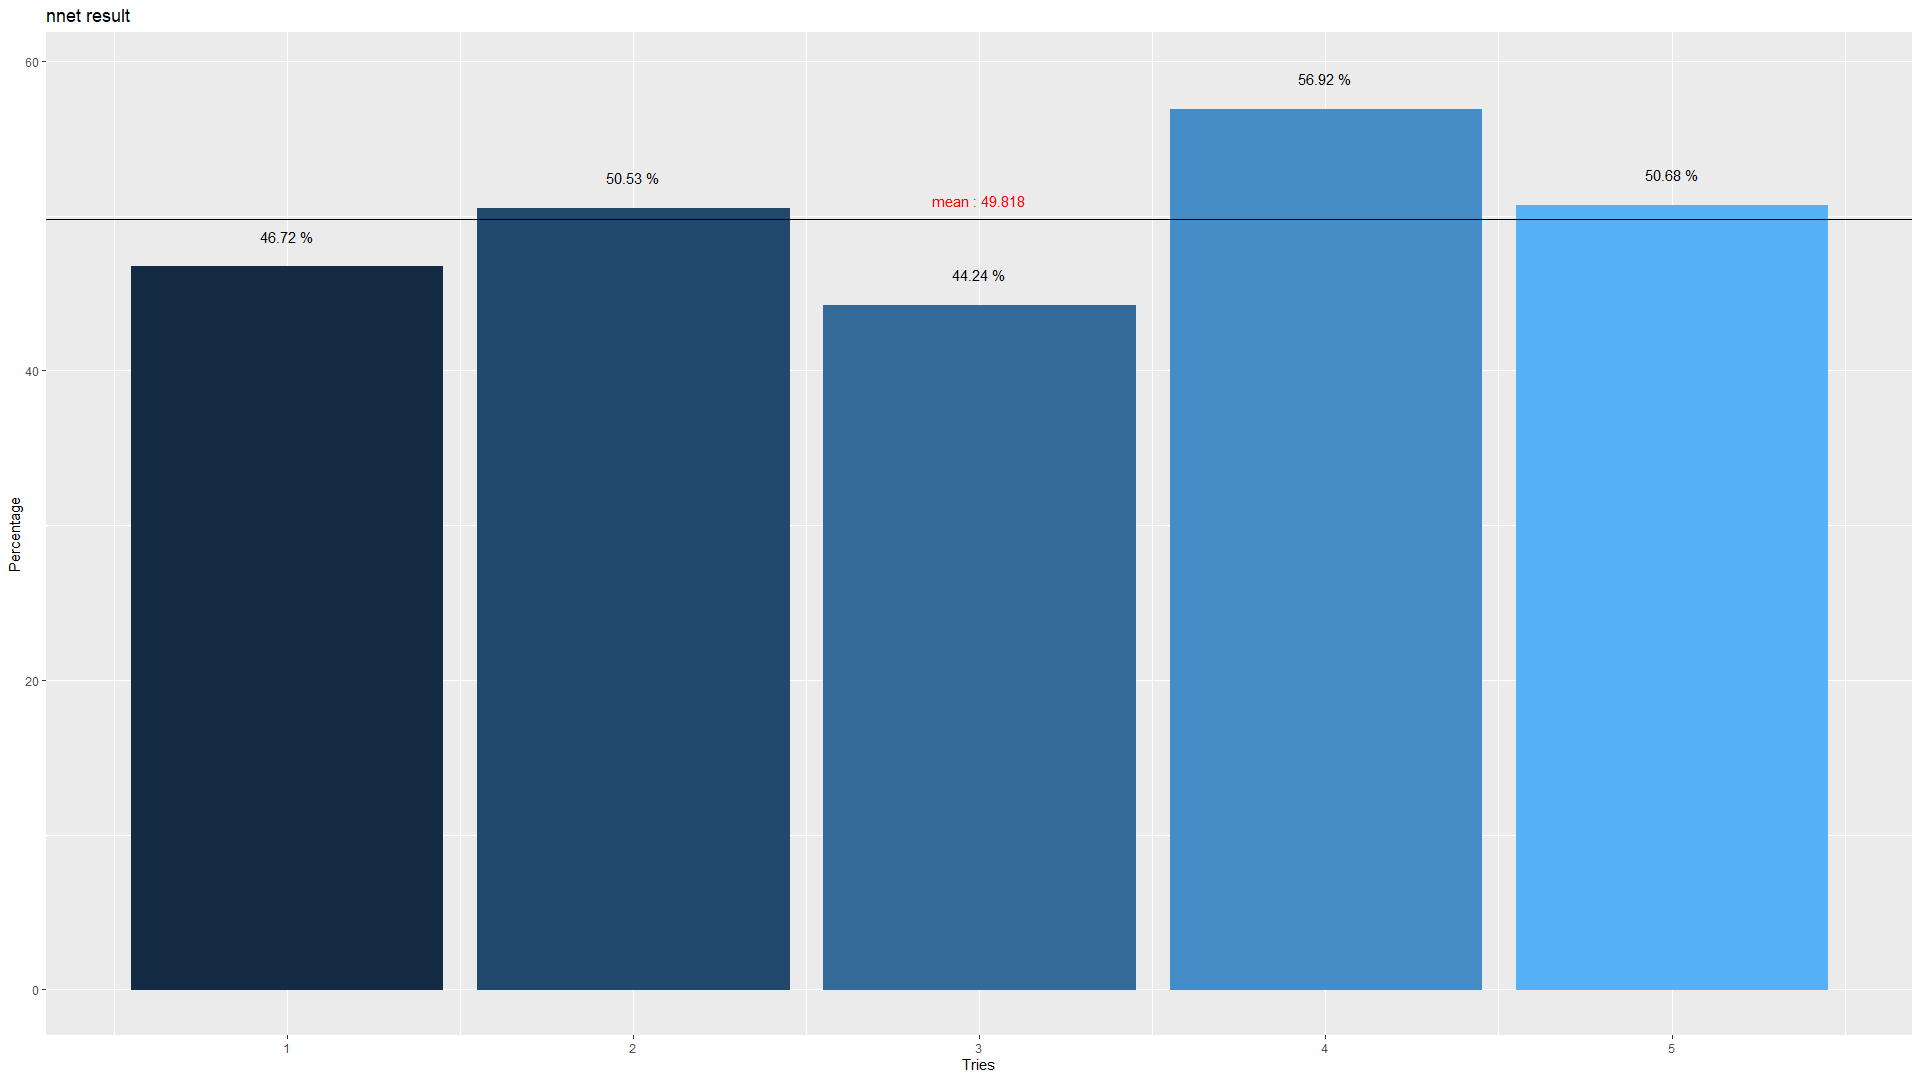 nnet result
60
56.92 %
50.53 %
50.68 %
mean : 49.818
46.72 %
44.24 %
40
Percentage
20
0
1 2 3 4 5
Tries